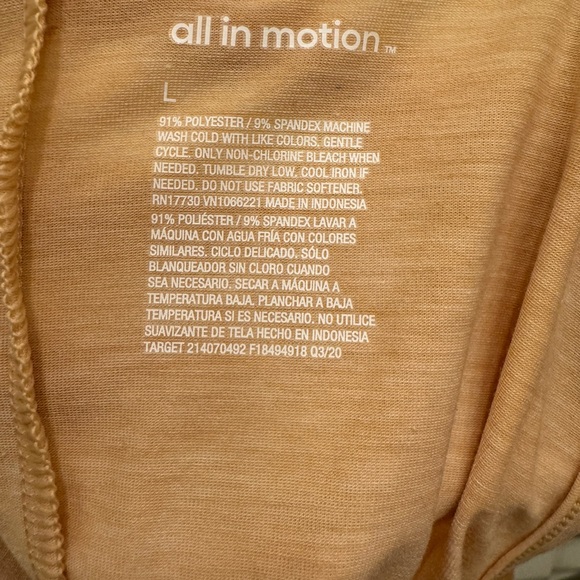 all in motion™
L
91% POLYESTER / 9% SPANDEX MACHINE
WASH COLD WITH LIKE COLORS. GENTLE
CYCLE. ONLY NON-CHLORINE BLEACH WHEN
NEEDED. TUMBLE DRY LOW. COOL IRON IF
NEEDED. DO NOT USE FABRIC SOFTENER.
RN17730 VN1066221 MADE IN INDONESIA
91% POLIÉSTER / 9% SPANDEX LAVAR A
MÁQUINA CON AGUA FRÍA CON COLORES
SIMILARES. CICLO DELICADO. SÓLO
BLANQUEADOR SIN CLORO CUANDO
SEA NECESARIO. SECAR A MÁQUINA A
TEMPERATURA BAJA. PLANCHAR A BAJA
TEMPERATURA SI ES NECESARIO. NO UTILICE
SUAVIZANTE DE TELA HECHO EN INDONESIA
TARGET 214070492 F18494918 Q3/20